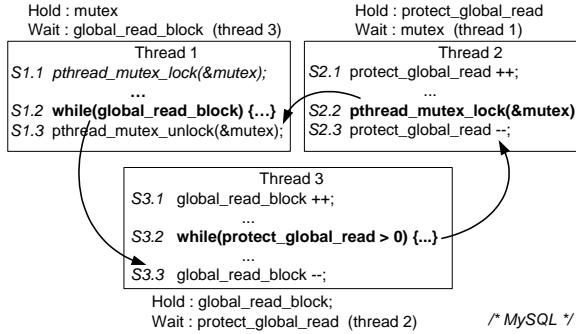 Hold : mutex
Wait : global_read_block (thread 3)
Thread 1
S1.1 pthread_mutex_lock(&mutex);
...
S1.2 while(global_read_block) {...}
S1.3 pthread_mutex_unlock(&mutex);
Hold : protect_global_read
Wait : mutex (thread 1)
Thread 2
S2.1 protect_global_read ++;
...
S2.2 pthread_mutex_lock(&mutex)
S2.3 protect_global_read --;
Thread 3
S3.1 global_read_block ++;
...
S3.2 while(protect_global_read > 0) {...}
...
S3.3 global_read_block --;
Hold : global_read_block;
Wait : protect_global_read (thread 2)
/* MySQL */